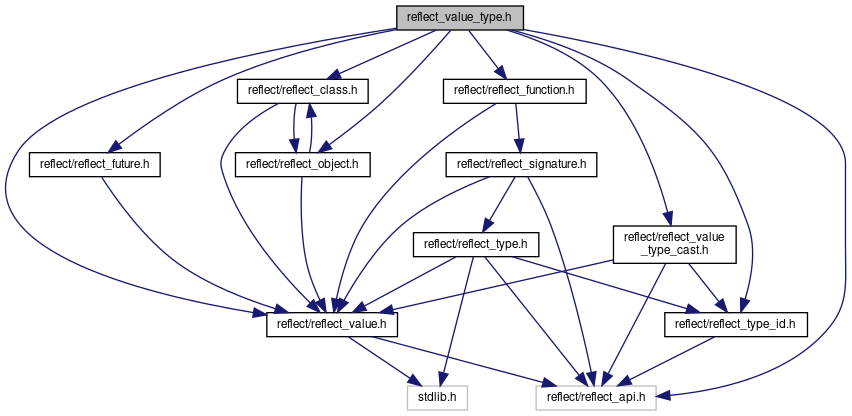 reflect_value_type.h
reflect/reflect_class.h
reflect/reflect_function.h
reflect/reflect_future.h
reflect/reflect_object.h
reflect/reflect_signature.h
reflect/reflect_type.h
reflect/reflect_value
_type_cast.h
reflect/reflect_value.h
reflect/reflect_type_id.h
stdlib.h
reflect/reflect_api.h